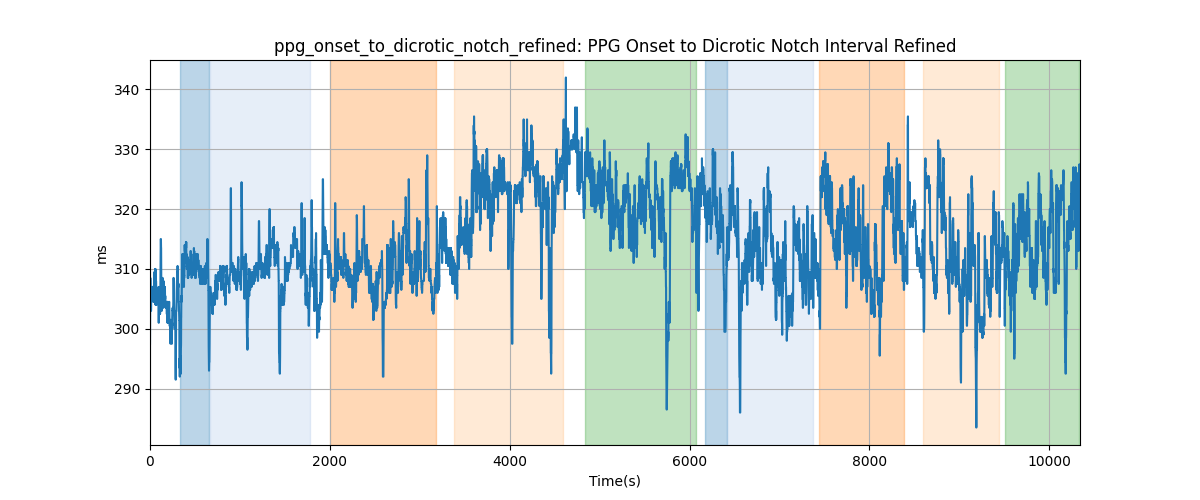 ppg_onset_to_dicrotic_notch_refined: PPG Onset to Dicrotic Notch Interval Refined
340
330
320
310
300
290
ms
0 2000 4000 6000 8000 10000
Time(s)